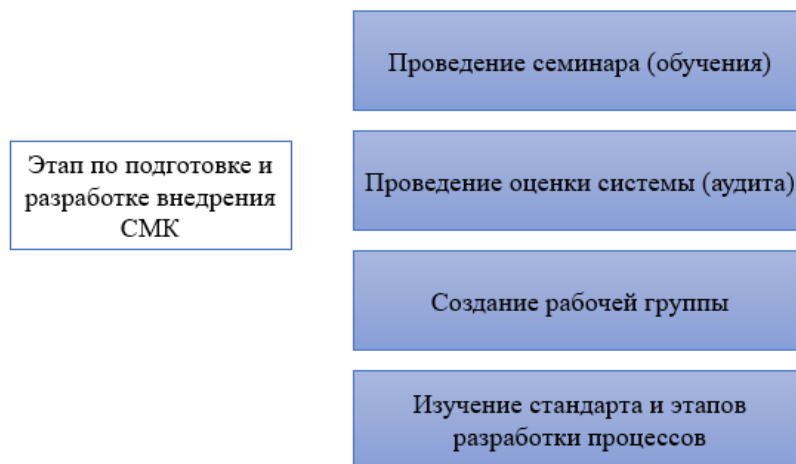 Этап по подготовке и
разработке внедрения
СМК
Проведение семинара (обучения)
Проведение оценки системы (аудита)
Создание рабочей группы
Изучение стандарта и этапов
разработки процессов